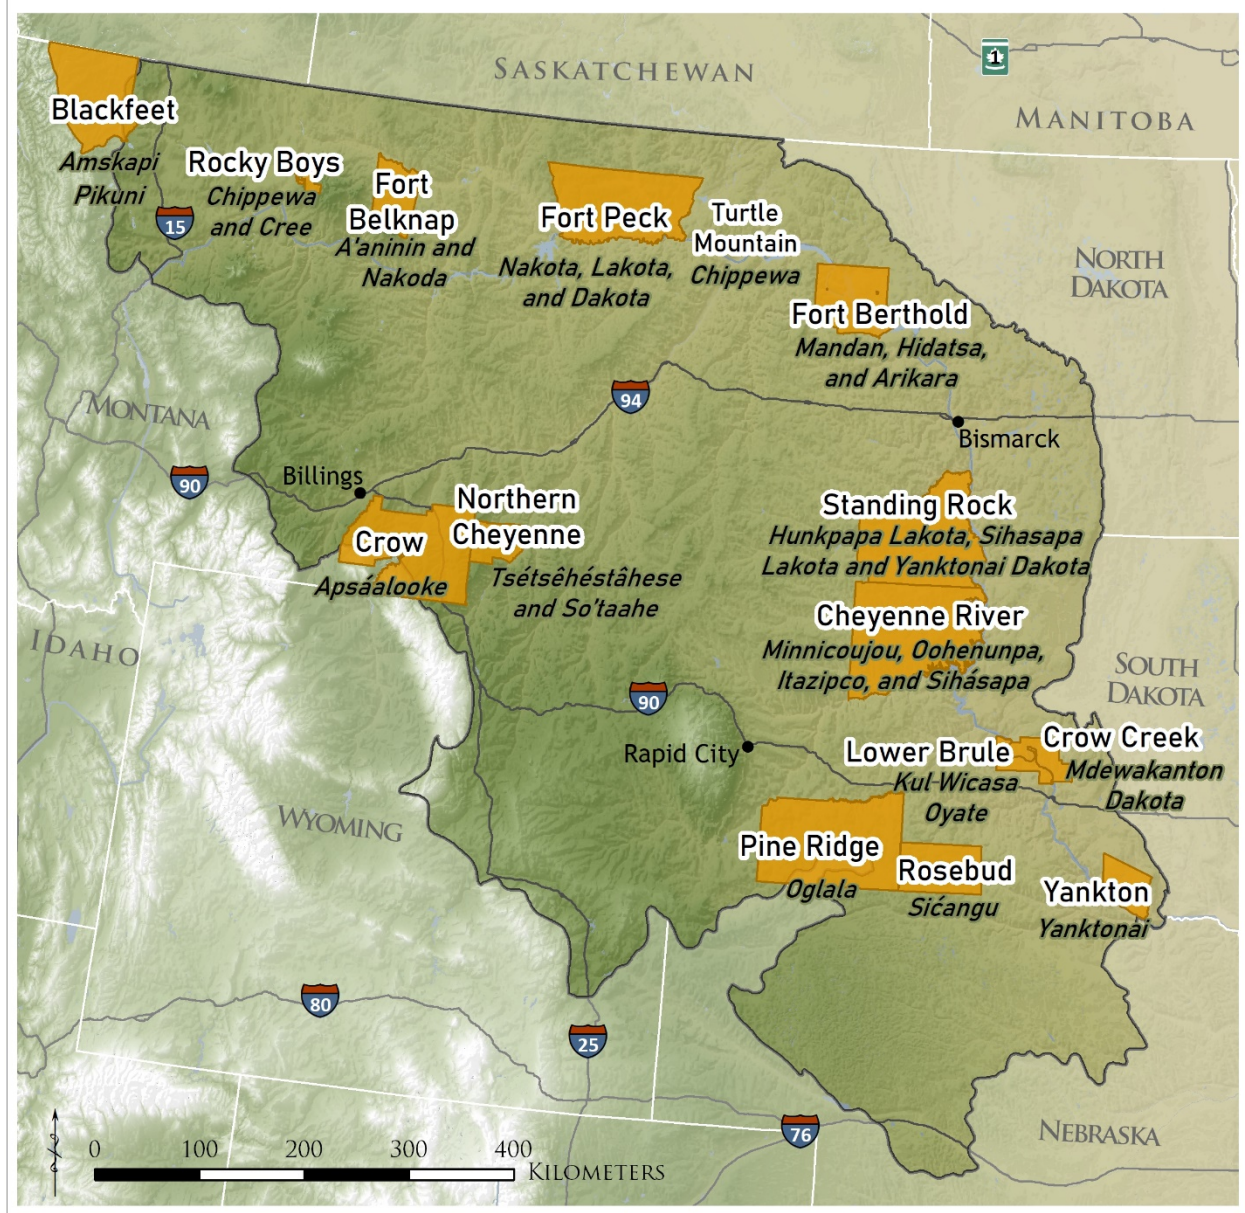 SASKATCHEWAN
1
MANITOBA
Blackfeet
Amskapi
Pikuni
Rocky Boys
Chippewa
and Cree
15
Fort
Belknap
A'aninin and
Nakoda
Fort Peck
Nakota, Lakota,
and Dakota
Turtle
Mountain
Chippewa
NORTH
DAKOTA
Fort Berthold
Mandan, Hidatsa,
and Arikara
94
MONTANA
Bismarck
90
Billings
Crow
Apsáalooke
Northern
Cheyenne
Tsétsêhéstâhese
and So'taahe
Standing Rock
Hunkpapa Lakota, Sihasapa
Lakota and Yanktonai Dakota
Cheyenne River
Minnicoujou, Oohenunpa,
Itazipco, and Sihásapa
IDAHO
SOUTH
DAKOTA
90
Rapid City
Lower Brule
Kul-Wicasa
Oyate
Crow Creek
Mdewakanton
Dakota
WYOMING
Pine Ridge
Oglala
Rosebud
Sićangu
Yankton
Yanktonai
80
25
76
NEBRASKA
0 100 200 300 400
KILOMETERS